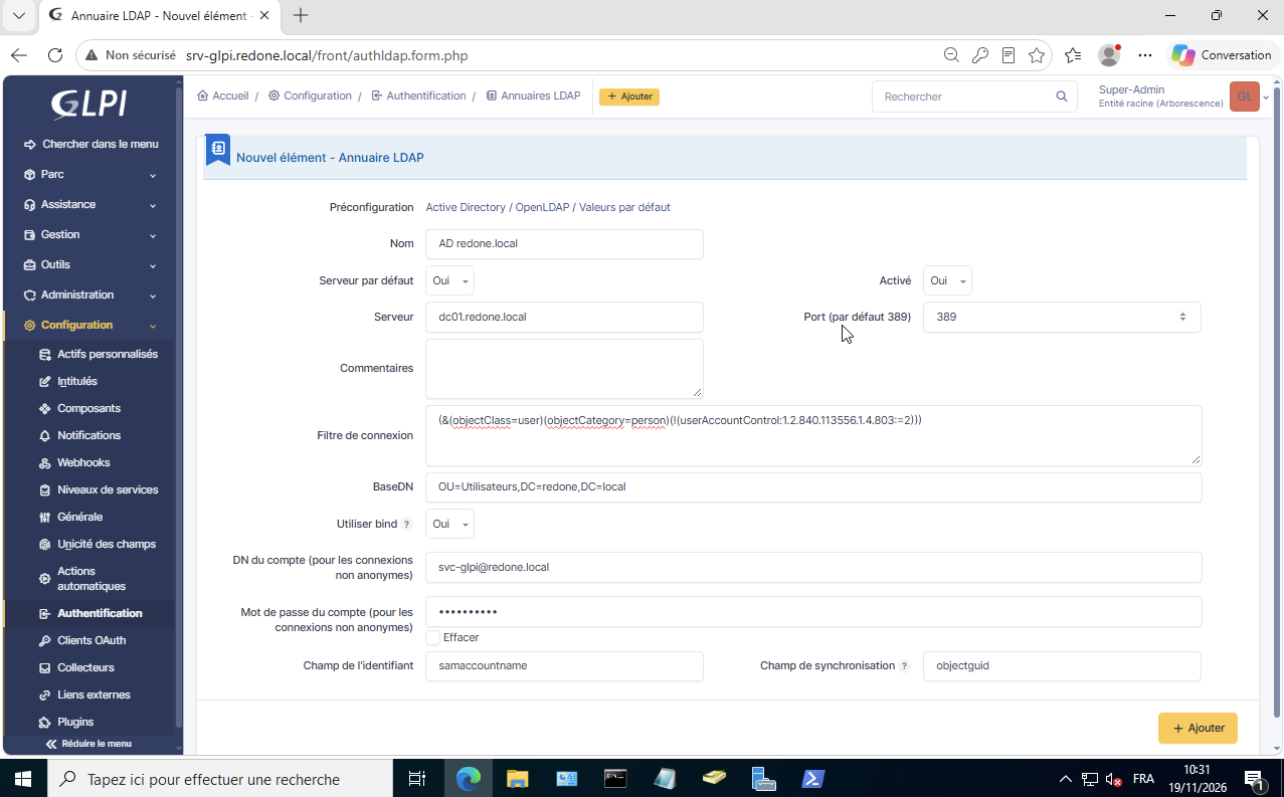 Annuaire LDAP - Nouvel élément -
Non sécurisé srv-glpi.redone.local/front/authldap.form.php
Conversation
GLPI
Accueil / Configuration / Authentification / Annuaires LDAP
+ Ajouter
Rechercher
Super-Admin
Entité racine (Arborescence)
GL
Chercher dans le menu
Parc
Assistance
Gestion
Outils
Administration
Configuration
Actifs personnalisés
Intitulés
Composants
Notifications
Webhooks
Niveaux de services
Générale
Unicité des champs
Actions
automatiques
Authentification
Clients OAuth
Collecteurs
Liens externes
Plugins
Réduire le menu
Nouvel élément - Annuaire LDAP
Préconfiguration Active Directory / OpenLDAP / Valeurs par défaut
Nom AD redone.local
Serveur par défaut Oui Activé Oui
Serveur dc01.redone.local Port (par défaut 389) 389
Commentaires
Filtre de connexion (&(objectClass=user)(objectCategory=person)(!(userAccountControl:1.2.840.113556.1.4.803:=2)))
BaseDN OU=Utilisateurs,DC=redone,DC=local
Utiliser bind ? Oui
DN du compte (pour les connexions
non anonymes)
svc-glpi@redone.local
Mot de passe du compte (pour les
connexions non anonymes)
••••••••••
Effacer
Champ de l'identifiant samaccountname Champ de synchronisation ? objectguid
+ Ajouter
Tapez ici pour effectuer une recherche
FRA
10:31
19/11/2026
1